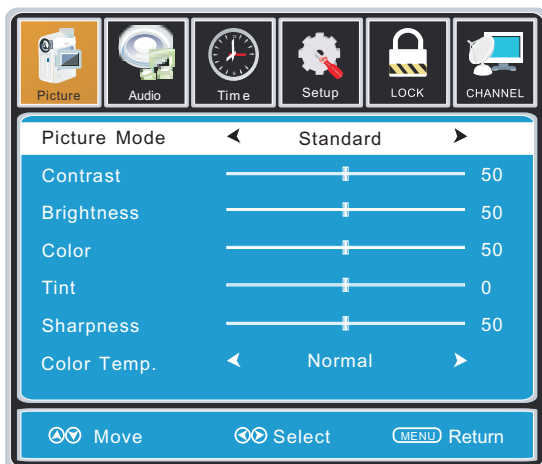 Picture Audio Time Setup LOCK CHANNEL
Picture Mode Standard
Contrast 50
Brightness 50
Color 50
Tint 0
Sharpness 50
Color Temp. Normal
Move Select MENU Return